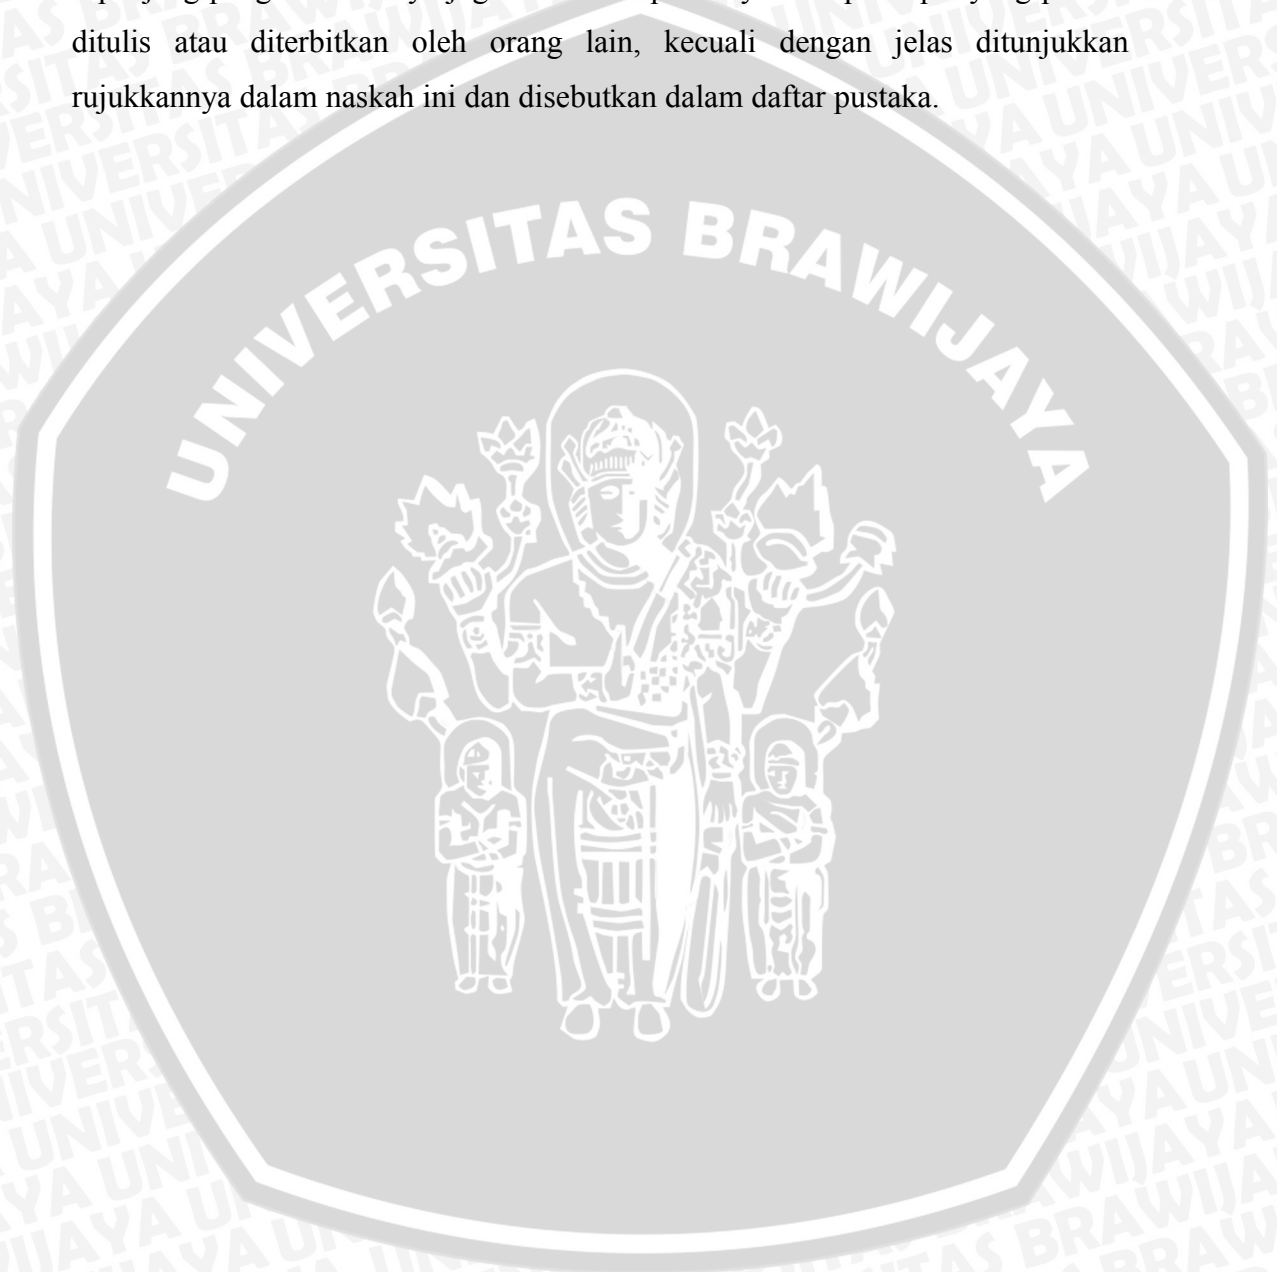 ditulis atau diterbitkan oleh orang lain, kecuali dengan jelas ditunjukkan
rujukkannya dalam naskah ini dan disebutkan dalam daftar pustaka.
UNIVERSITAS BRAWIJAYA